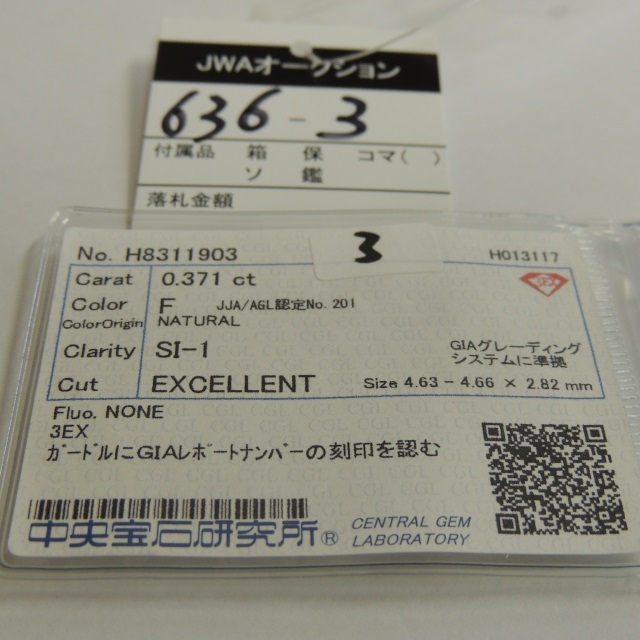 JWAオークション
636-3
付属品 箱 保 コマ( )
ソ 鑑
落札金額
3
No. H8311903 H013117
Carat 0.371 ct
Color F JJA/AGL認定No. 201
ColorOrigin NATURAL
Clarity SI-1 GIAグレーディング
システムに準拠
Cut EXCELLENT Size 4.63 - 4.66 × 2.82 mm
Fluo. NONE
3EX
ガードルにGIAレポートナンバーの刻印を認む
中央宝石研究所® CENTRAL GEM
LABORATORY